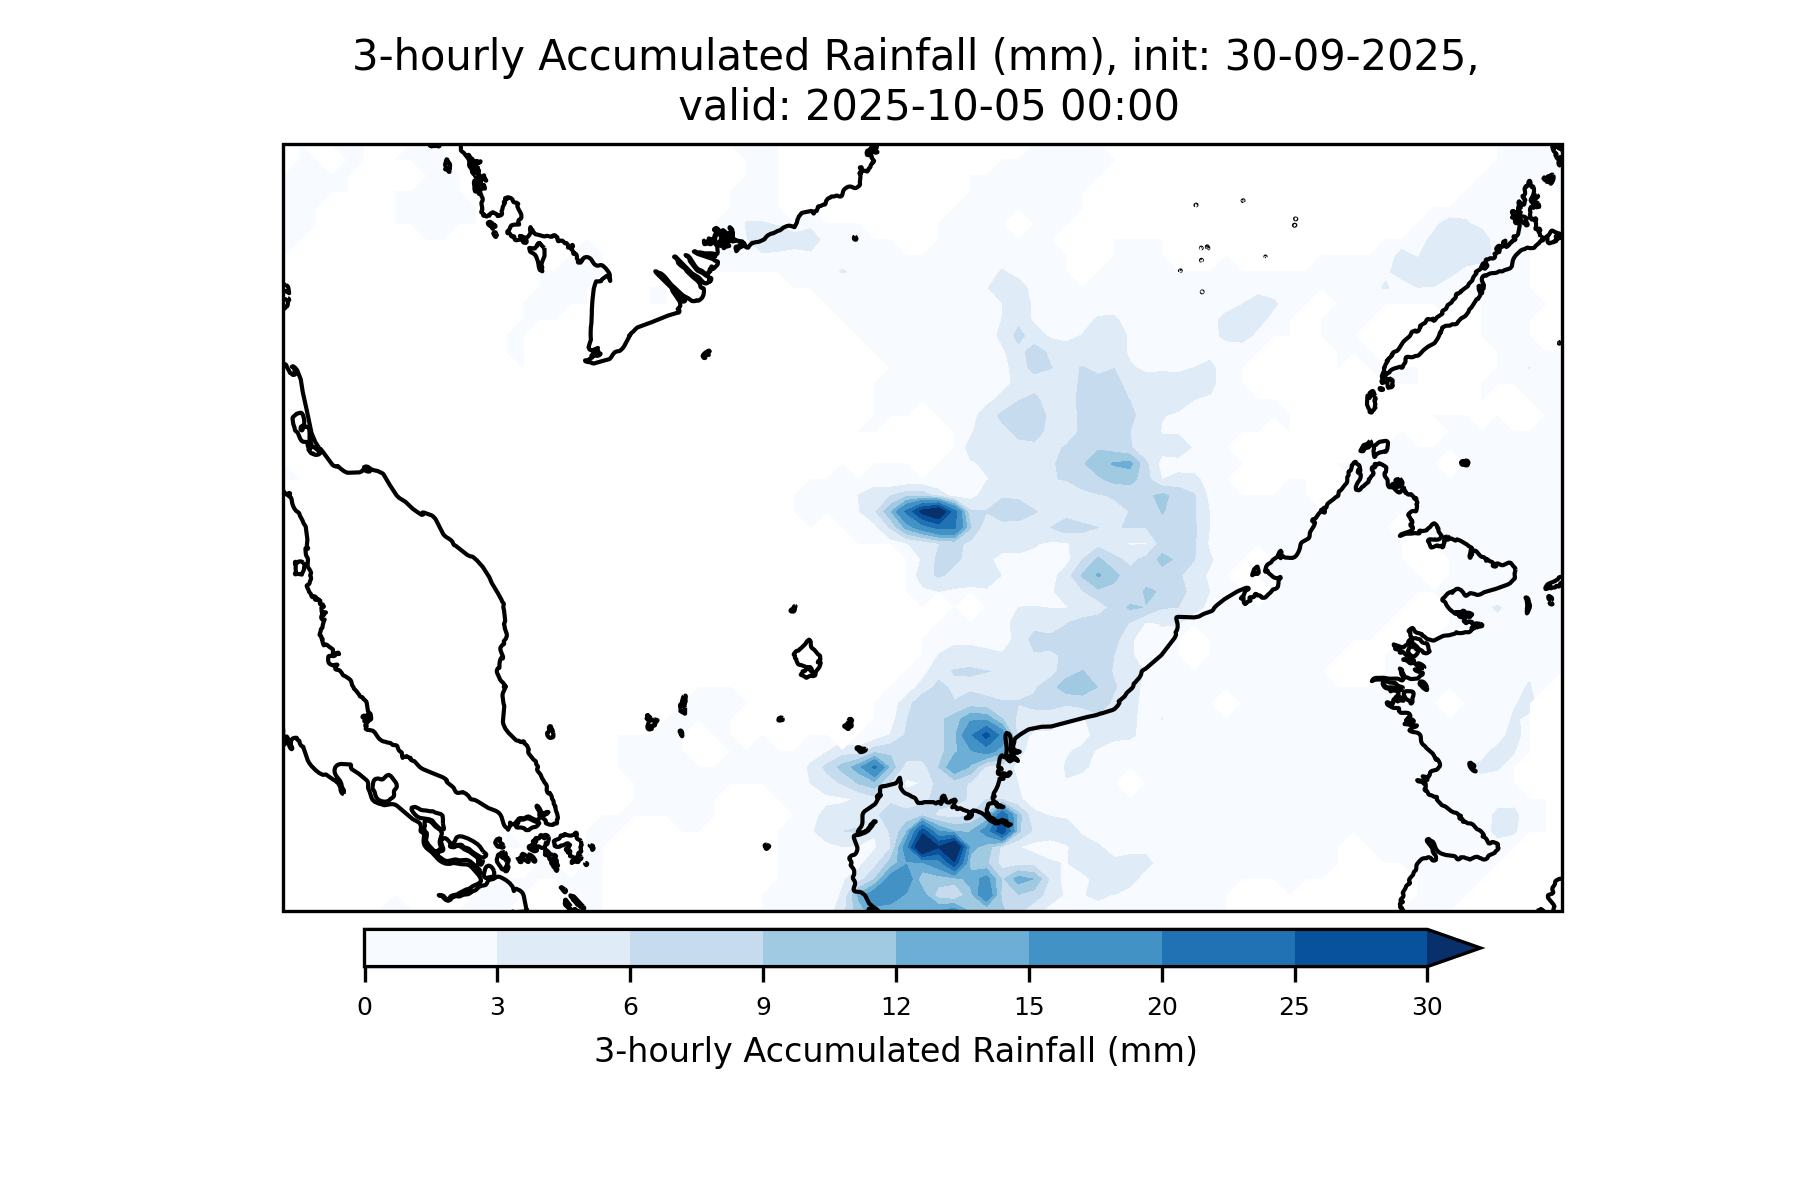 3-hourly Accumulated Rainfall (mm), init: 30-09-2025,
valid: 2025-10-05 00:00
0 3 6 9 12 15 20 25 30
3-hourly Accumulated Rainfall (mm)